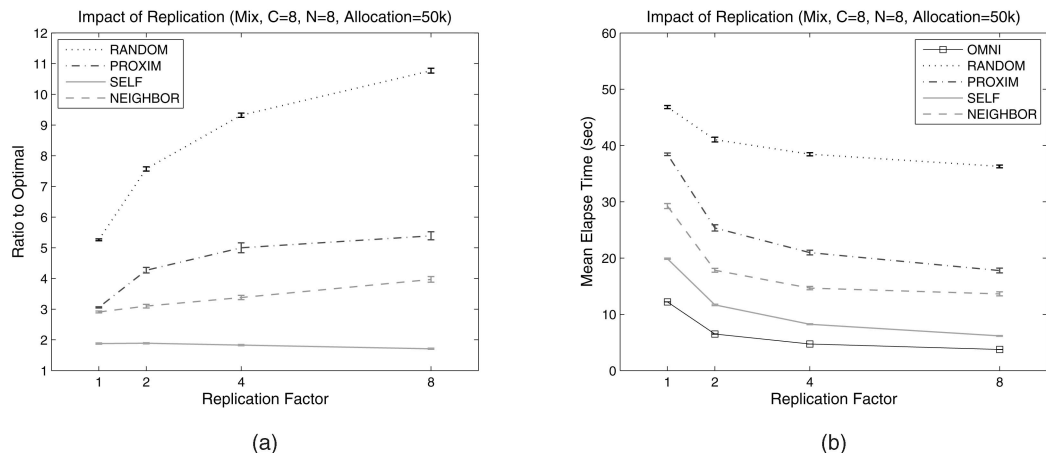 Impact of Replication (Mix, C=8, N=8, Allocation=50k)
12
11
10
9
8
7
6
5
4
3
2
1
Ratio to Optimal
RANDOM
PROXIM
SELF
NEIGHBOR
1
2
4
8
Replication Factor
(a)
Impact of Replication (Mix, C=8, N=8, Allocation=50k)
60
50
40
30
20
10
0
Mean Elapse Time (sec)
OMNI
RANDOM
PROXIM
SELF
NEIGHBOR
1
2
4
8
Replication Factor
(b)